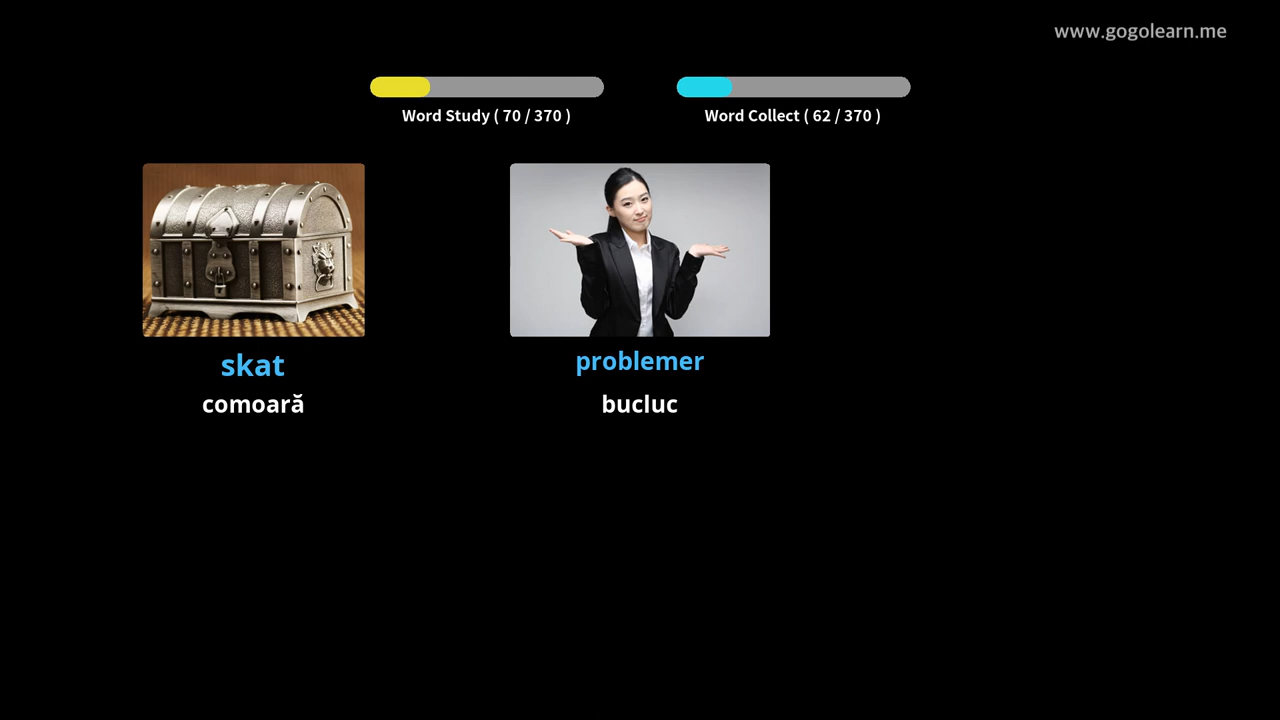 www.gogolearn.me
Word Study ( 70 / 370 )
Word Collect ( 62 / 370 )
skat
comoară
problemer
bucluc